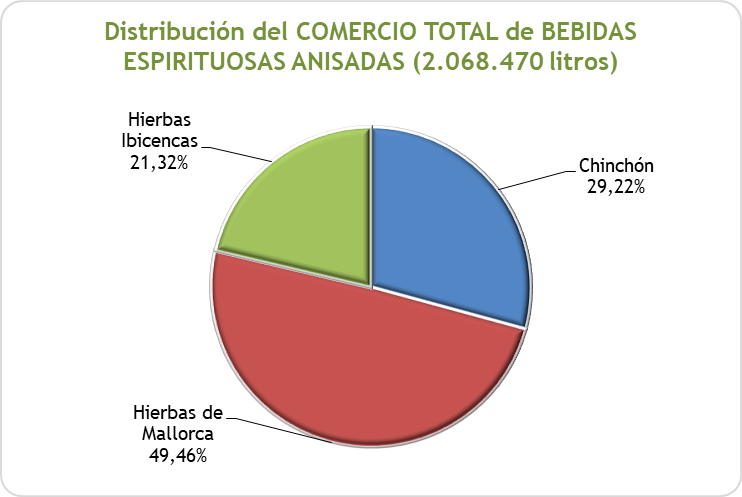 Distribución del COMERCIO TOTAL de BEBIDAS
ESPIRITUOSAS ANISADAS (2.068.470 litros)
Hierbas
Ibicencas
21,32%
Chinchón
29,22%
Hierbas de
Mallorca
49,46%